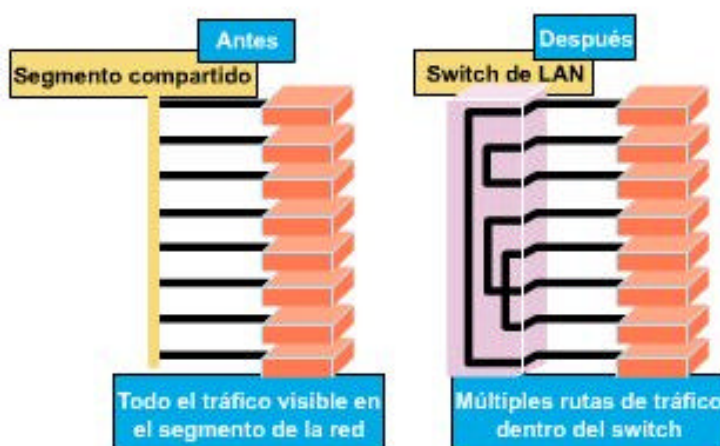 Antes
Segmento compartido
Todo el tráfico visible en
el segmento de la red
Después
Switch de LAN
Múltiples rutas de tráfico
dentro del switch